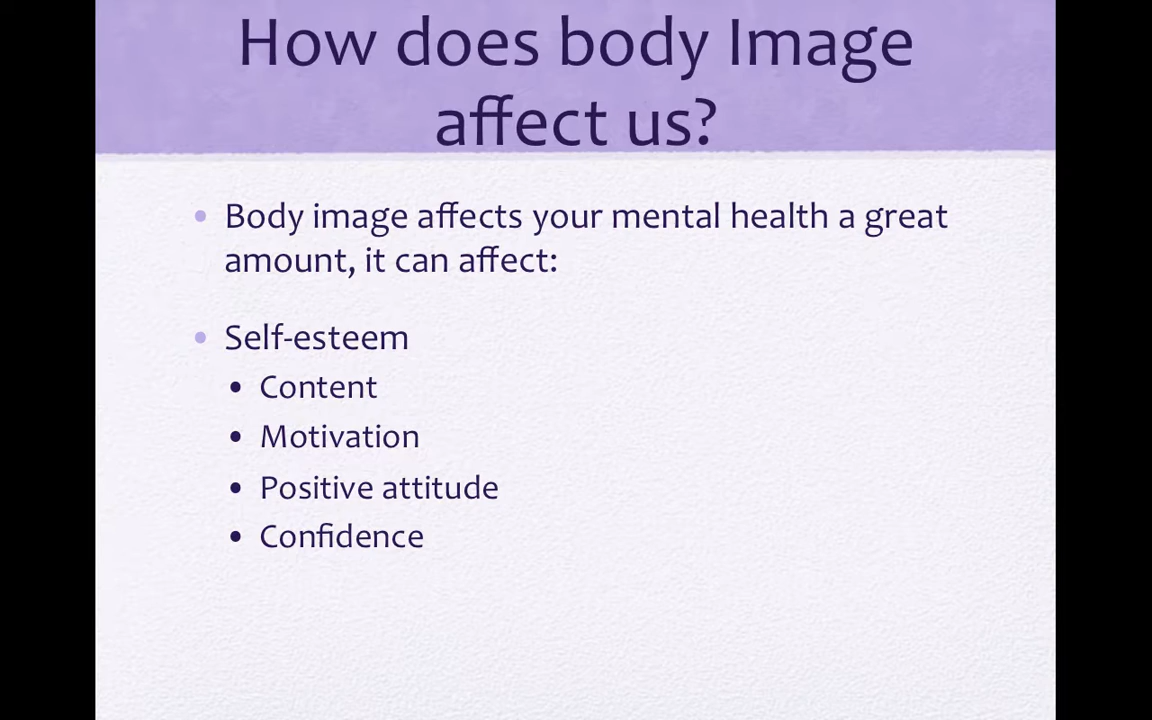 How does body Image
affect us?
• Body image affects your mental health a great
amount, it can affect:
• Self-esteem
• Content
• Motivation
• Positive attitude
• Confidence